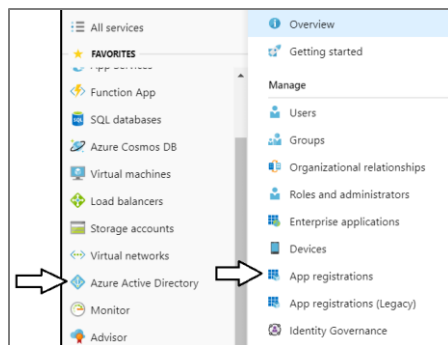 All services
FAVORITES
App Services
Function App
SQL databases
Azure Cosmos DB
Virtual machines
Load balancers
Storage accounts
Virtual networks
Azure Active Directory
Monitor
Advisor
Overview
Getting started
Manage
Users
Groups
Organizational relationships
Roles and administrators
Enterprise applications
Devices
App registrations
App registrations (Legacy)
Identity Governance